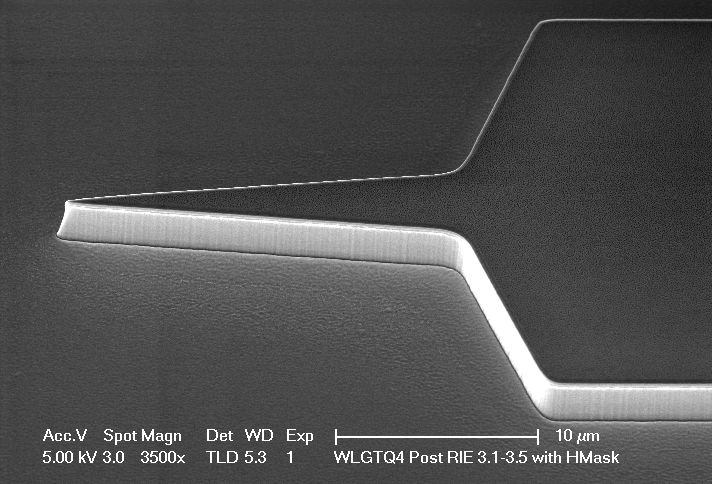 Acc.V Spot Magn Det WD Exp 10 µm
5.00 kV 3.0 3500x TLD 5.3 1 WLGTQ4 Post RIE 3.1-3.5 with HMask